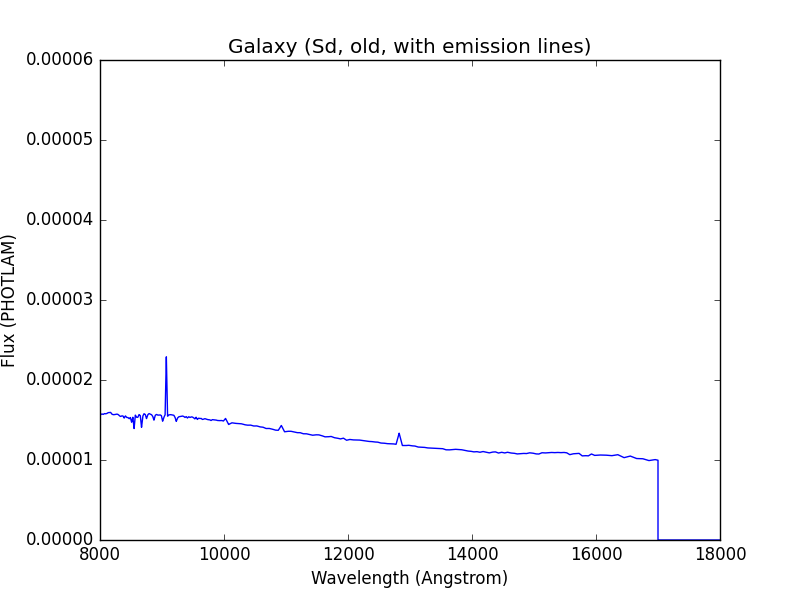 Galaxy (Sd, old, with emission lines)
0.00006
0.00005
0.00004
0.00003
0.00002
0.00001
0.00000
Flux (PHOTLAM)
8000 10000 12000 14000 16000 18000
Wavelength (Angstrom)